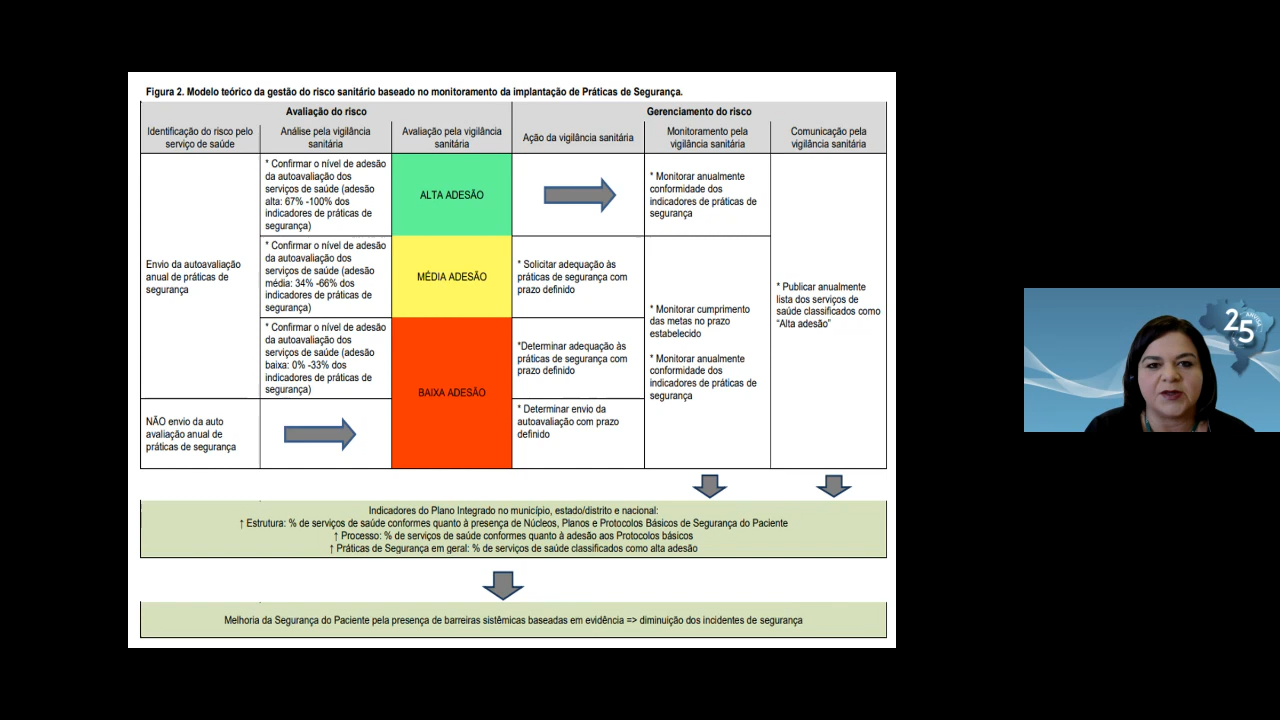 Figura 2. Modelo teórico da gestão do risco sanitário baseado no monitoramento da implantação de Práticas de Segurança.
Avaliação do risco
Gerenciamento do risco
Identificação do risco pelo
serviço de saúde
Análise pela vigilância
sanitária
Avaliação pela vigilância
sanitária
Ação da vigilância sanitária
Monitoramento pela
vigilância sanitária
Comunicação pela
vigilância sanitária
Envio da autoavaliação
anual de práticas de
segurança
* Confirmar o nível de adesão
da autoavaliação dos
serviços de saúde (adesão
alta: 67% -100% dos
indicadores de práticas de
segurança)
ALTA ADESÃO
* Monitorar anualmente
conformidade dos
indicadores de práticas de
segurança
* Confirmar o nível de adesão
da autoavaliação dos
serviços de saúde (adesão
média: 34% -66% dos
indicadores de práticas de
segurança)
MÉDIA ADESÃO
* Solicitar adequação às
práticas de segurança com
prazo definido
* Monitorar cumprimento
das metas no prazo
estabelecido
* Monitorar anualmente
conformidade dos
indicadores de práticas de
segurança
* Publicar anualmente
lista dos serviços de
saúde classificados como
“Alta adesão”
* Confirmar o nível de adesão
da autoavaliação dos
serviços de saúde (adesão
baixa: 0% -33% dos
indicadores de práticas de
segurança)
BAIXA ADESÃO
*Determinar adequação às
práticas de segurança com
prazo definido
NÃO envio da auto
avaliação anual de
práticas de segurança
* Determinar envio da
autoavaliação com prazo
definido
Indicadores do Plano Integrado no município, estado/distrito e nacional:
↑ Estrutura: % de serviços de saúde conformes quanto à presença de Núcleos, Planos e Protocolos Básicos de Segurança do Paciente
↑ Processo: % de serviços de saúde conformes quanto à adesão aos Protocolos básicos
↑ Práticas de Segurança em geral: % de serviços de saúde classificados como alta adesão
Melhoria da Segurança do Paciente pela presença de barreiras sistêmicas baseadas em evidência => diminuição dos incidentes de segurança
25